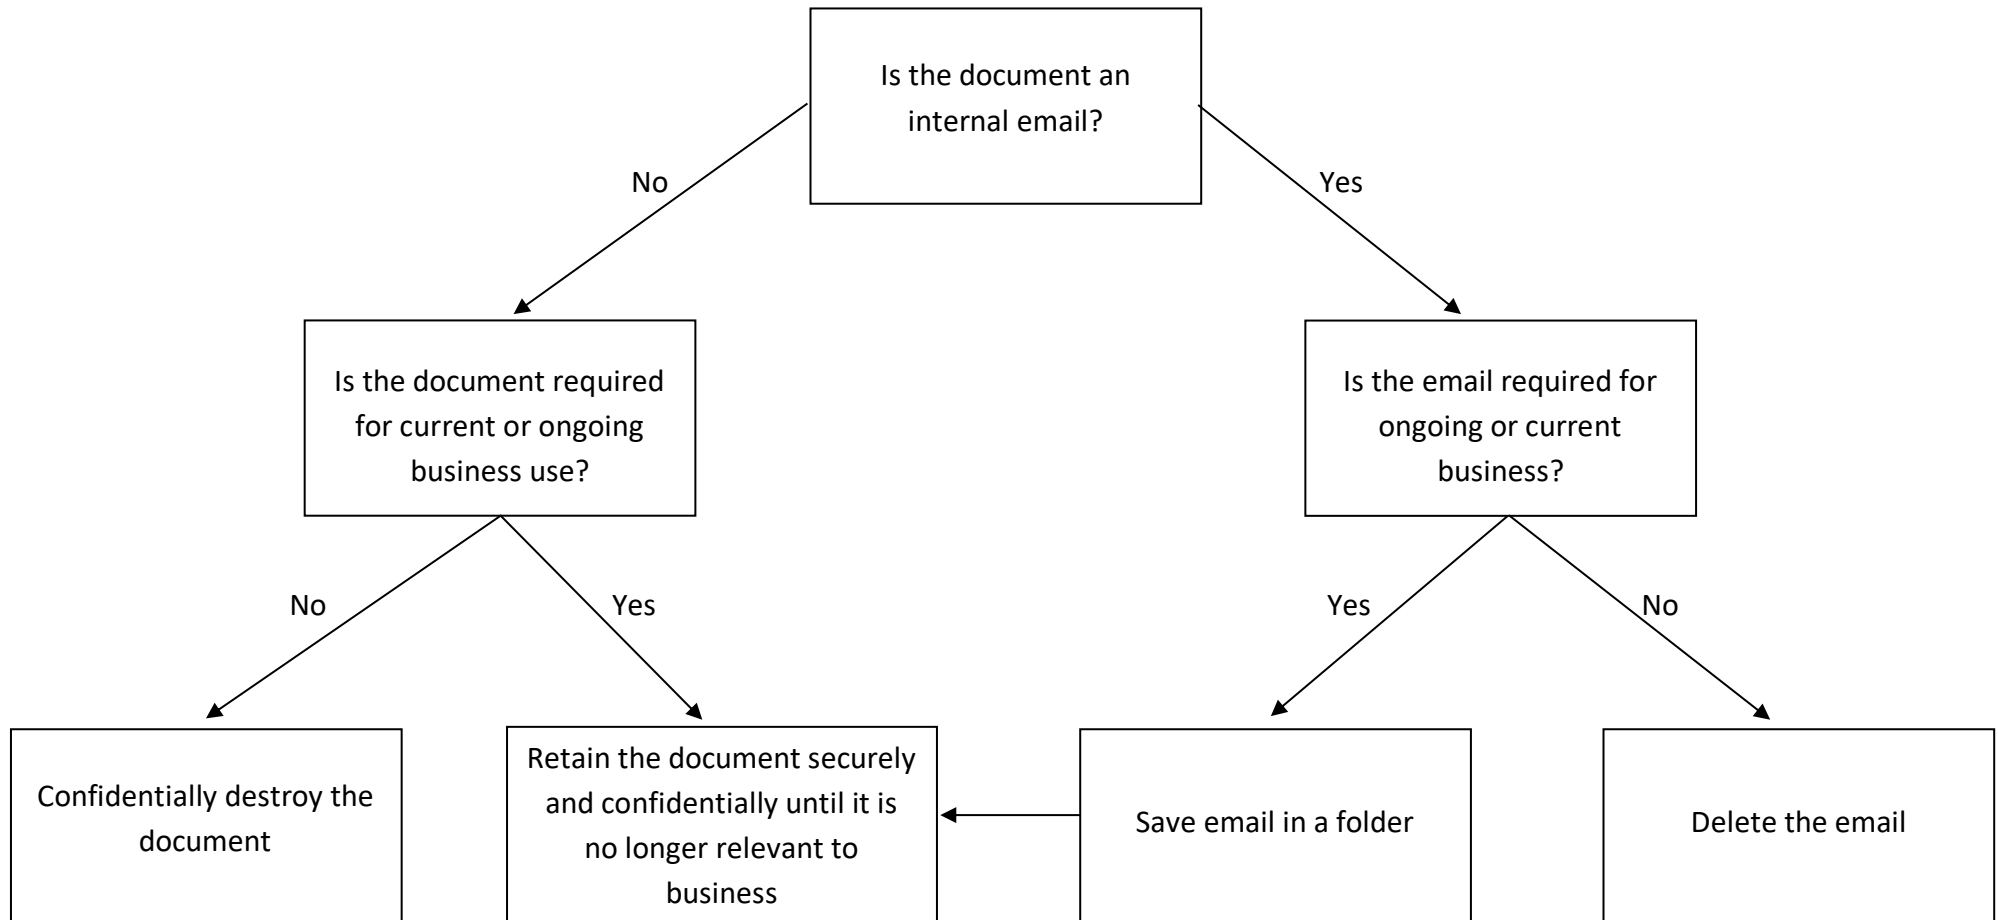 Is the document an
internal email?
No
Yes
Is the document required
for current or ongoing
business use?
Is the email required for
ongoing or current
business?
No
Yes
Yes
No
Confidentially destroy the
document
Retain the document securely
and confidentially until it is
no longer relevant to
business
Save email in a folder
Delete the email